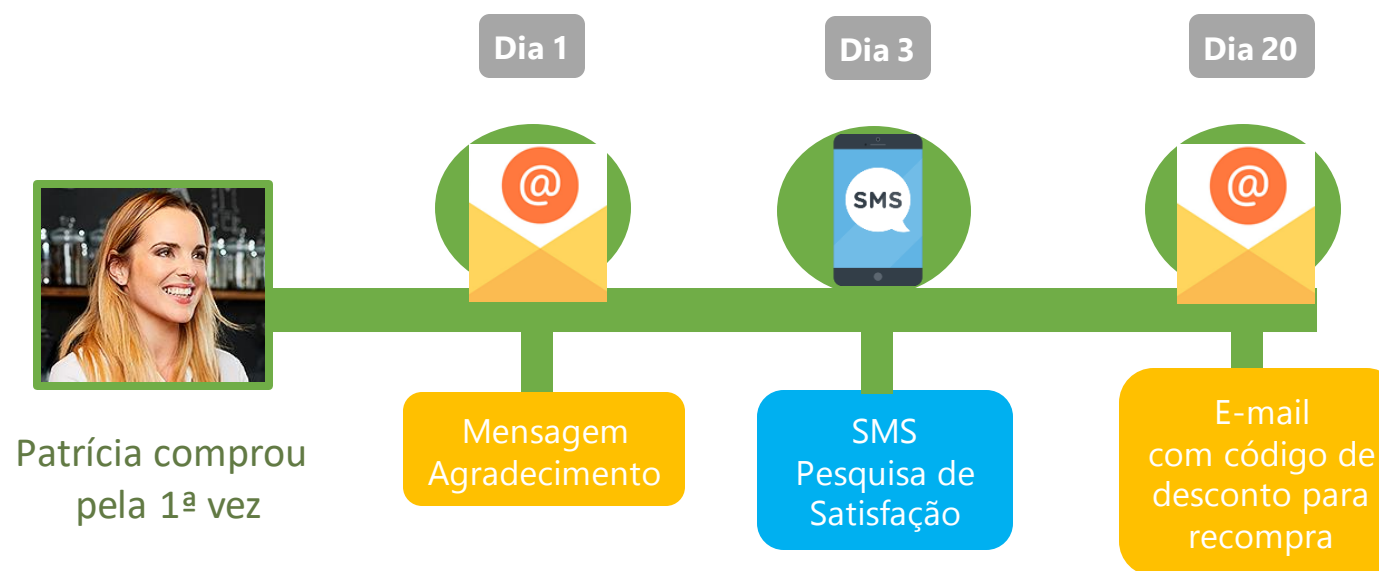 Dia 1
Dia 3
Dia 20
@
SMS
@
Patrícia comprou
pela 1ª vez
Mensagem
Agradecimento
SMS
Pesquisa de
Satisfação
E-mail
com código de
desconto para
recompra